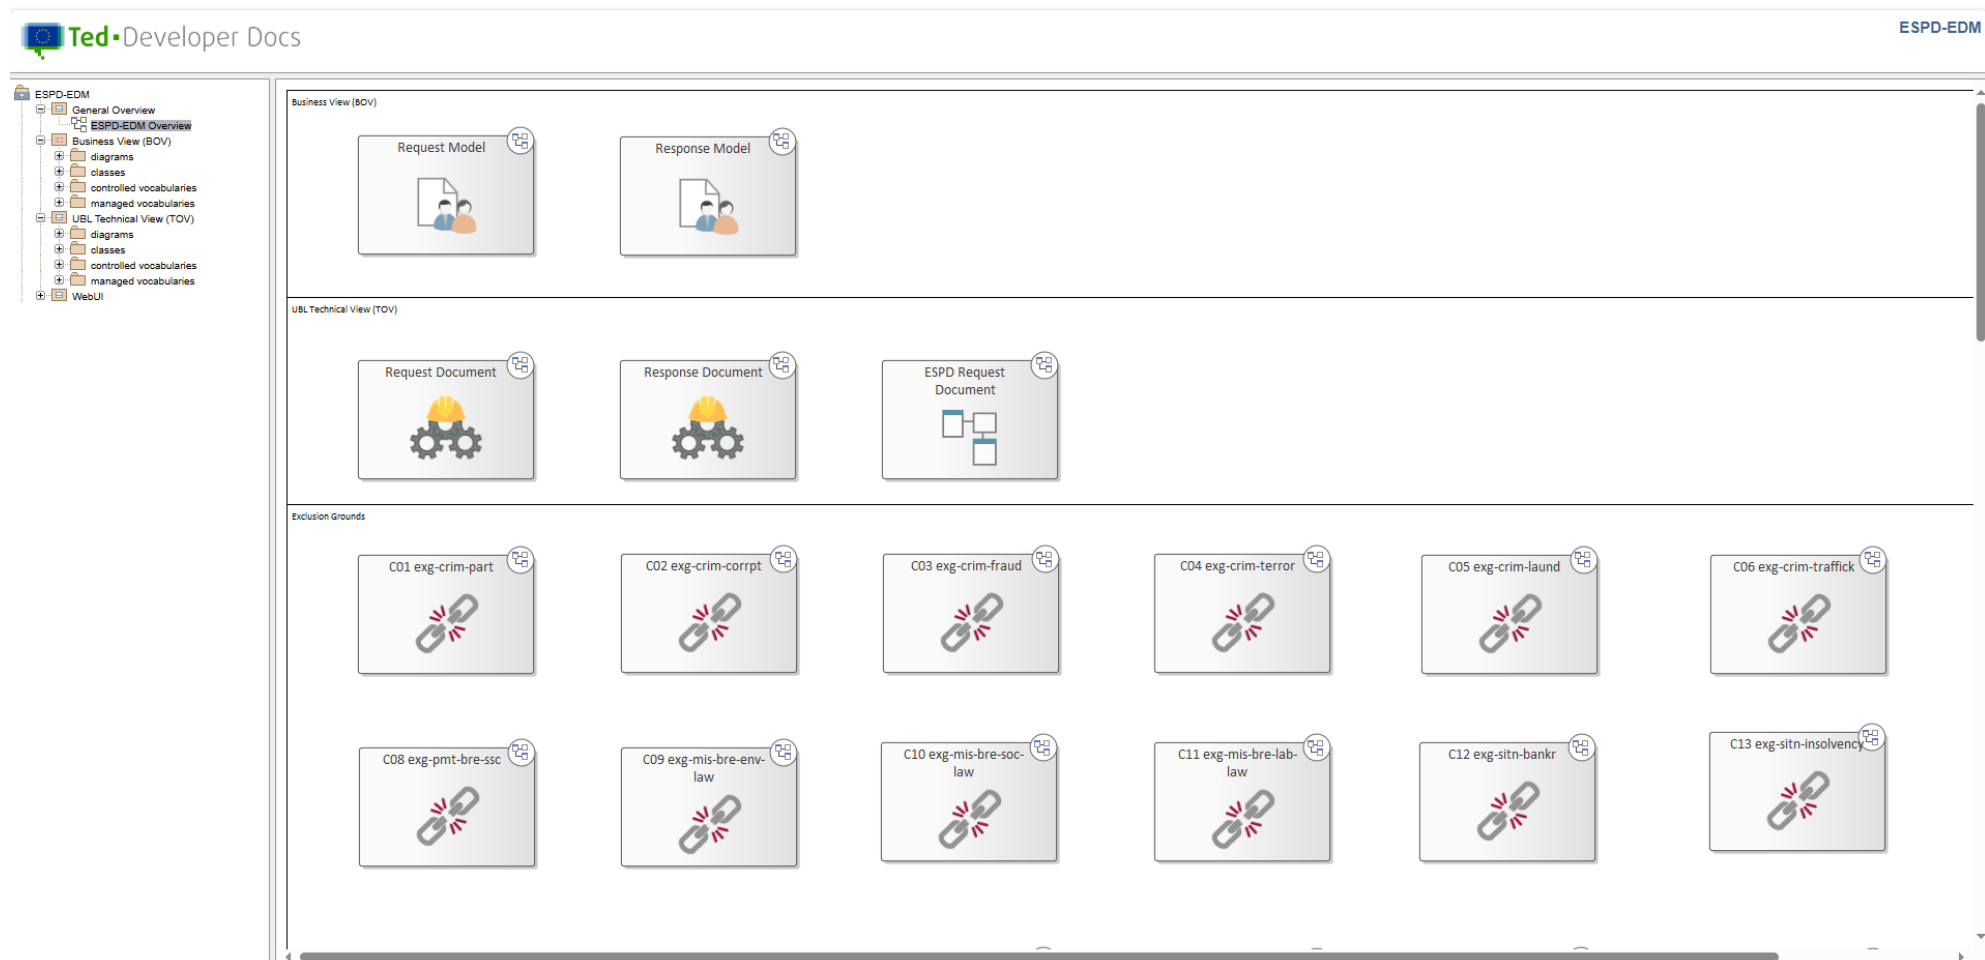 Ted Developer Docs
ESPD-EDM
ESPD-EDM
General Overview
ESPD-EDM Overview
Business View (BOV)
diagrams
classes
controlled vocabularies
managed vocabularies
UBL Technical View (TOV)
diagrams
classes
controlled vocabularies
managed vocabularies
WebUI
Business View (BOV)
Request Model
Response Model
UBL Technical View (TOV)
Request Document
Response Document
ESPD Request
Document
Exclusion Grounds
C01 exg-crim-part
C02 exg-crim-corrpt
C03 exg-crim-fraud
C04 exg-crim-terror
C05 exg-crim-laund
C06 exg-crim-traffick
C08 exg-pmt-bre-ssc
C09 exg-mis-bre-env-
law
C10 exg-mis-bre-soc-
law
C11 exg-mis-bre-lab-
law
C12 exg-sitn-bankr
C13 exg-sitn-insolvency